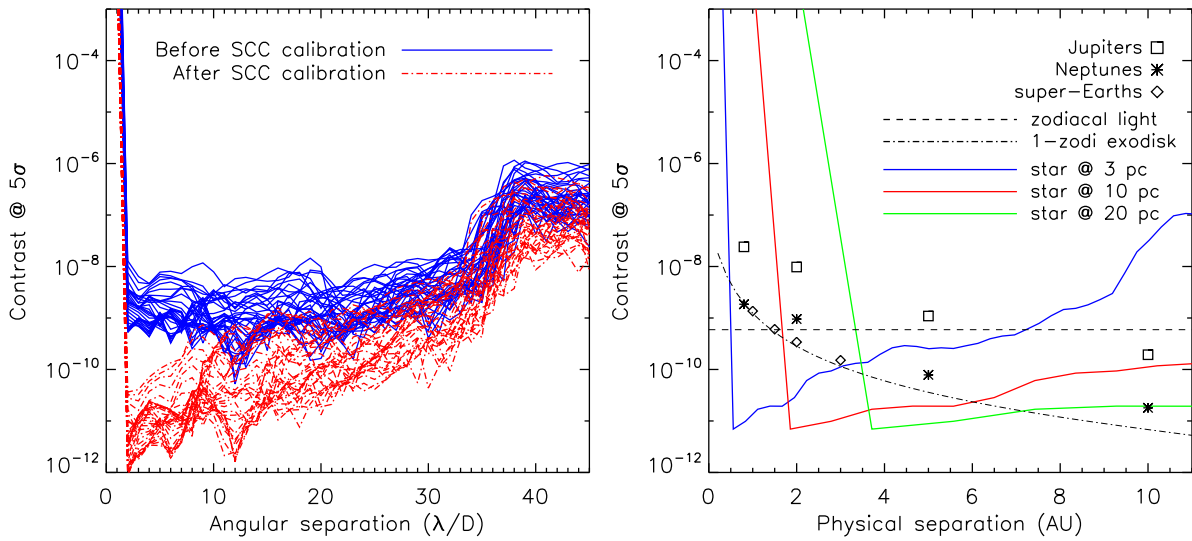 Before SCC calibration
After SCC calibration
Contrast @ 5σ
10⁻⁴
10⁻⁶
10⁻⁸
10⁻¹⁰
10⁻¹²
0 10 20 30 40
Angular separation (λ/D)
Jupiters
Neptunes
super-Earths
zodiacal light
1-zodi exodisk
star @ 3 pc
star @ 10 pc
star @ 20 pc
Contrast @ 5σ
10⁻⁴
10⁻⁶
10⁻⁸
10⁻¹⁰
10⁻¹²
0 2 4 6 8 10
Physical separation (AU)